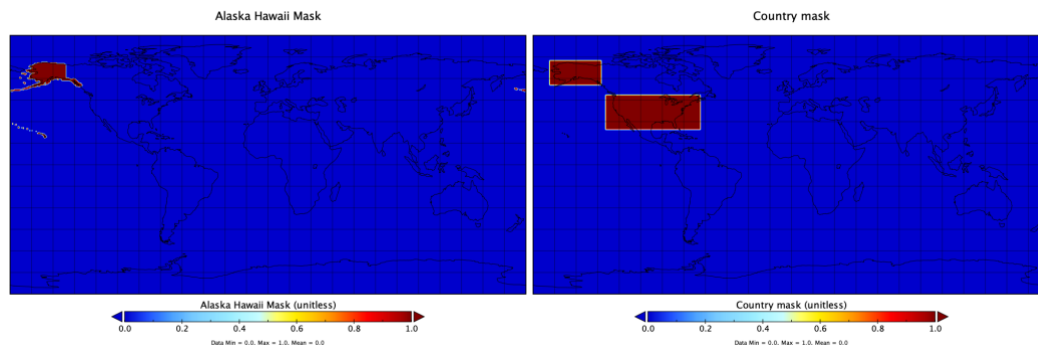 Alaska Hawaii Mask
Alaska Hawaii Mask (unitless)
0.0 0.2 0.4 0.6 0.8 1.0
Data Min = 0.0, Max = 1.0, Mean = 0.0
Country mask
Country mask (unitless)
0.0 0.2 0.4 0.6 0.8 1.0
Data Min = 0.0, Max = 1.0, Mean = 0.0